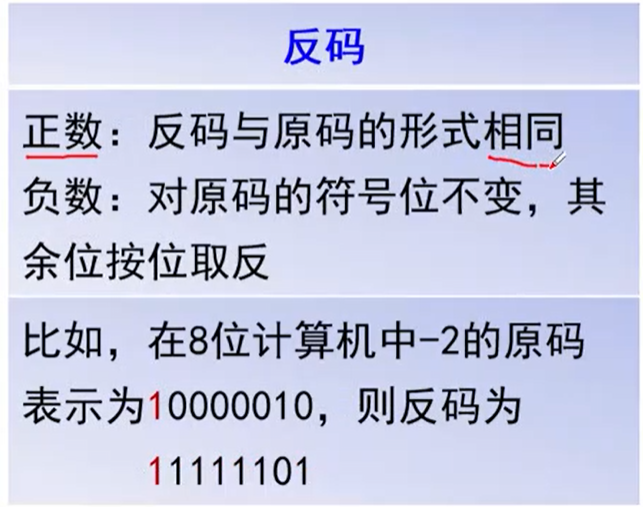 反码
正数：反码与原码的形式相同
负数：对原码的符号位不变，其
余位按位取反
比如，在8位计算机中-2的原码
表示为10000010，则反码为
11111101